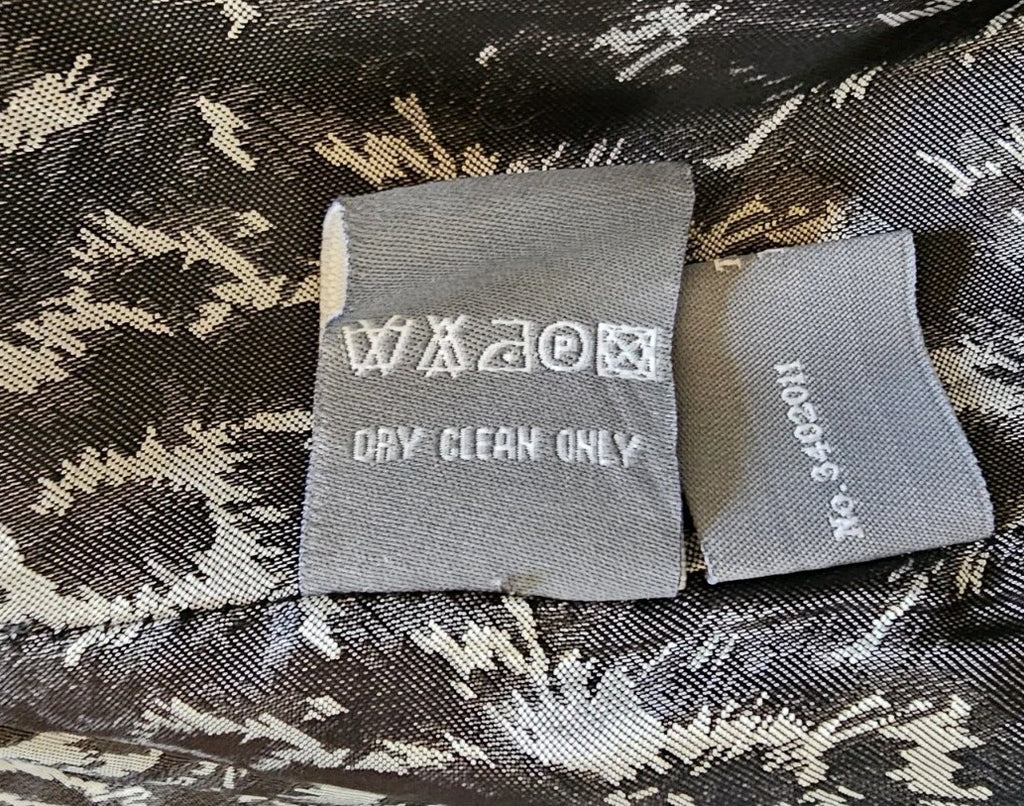 P
DRY CLEAN ONLY
No.3402011